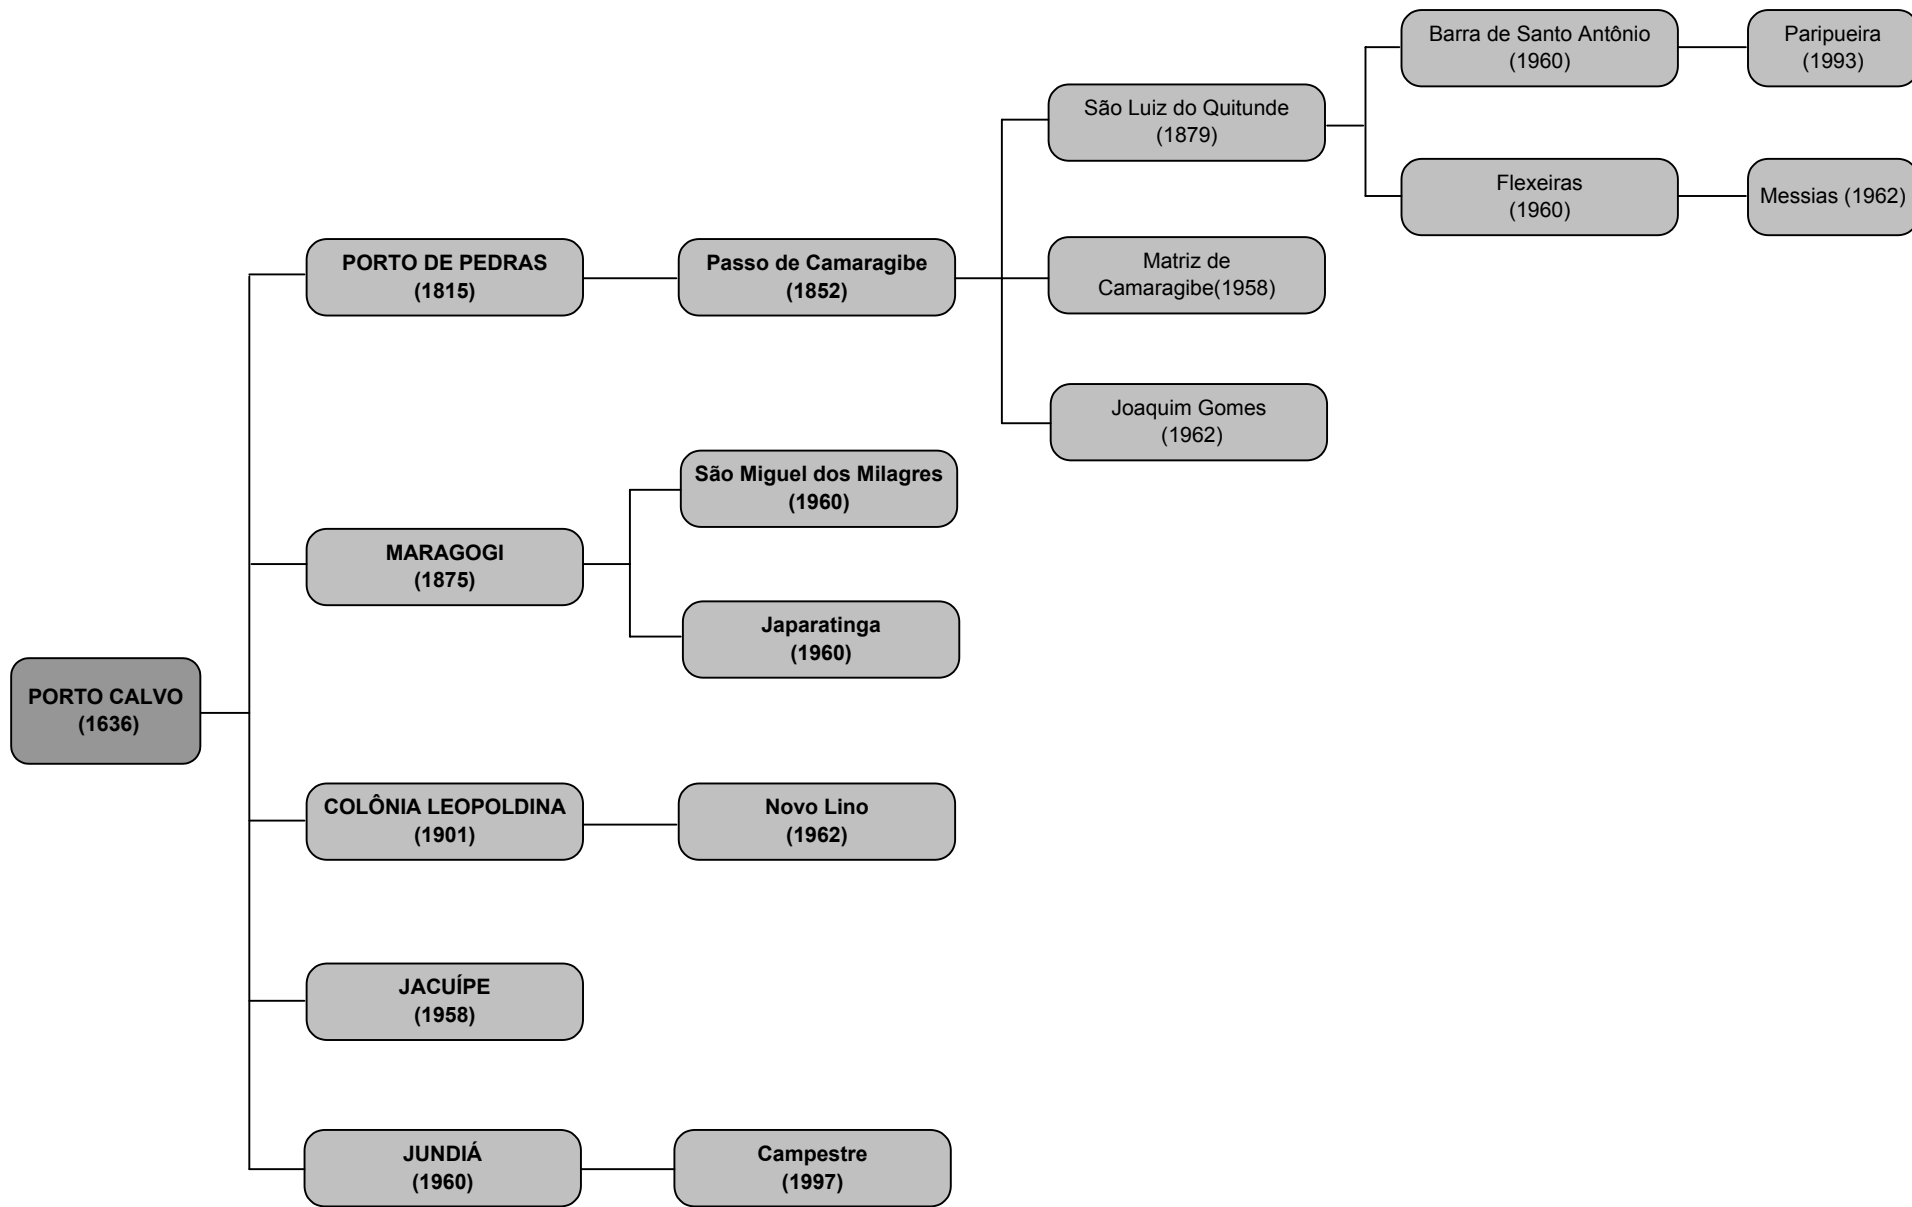 Barra de Santo Antônio
(1960)
Paripueira
(1993)
São Luiz do Quitunde
(1879)
Flexeiras
(1960)
Messias (1962)
PORTO DE PEDRAS
(1815)
Passo de Camaragibe
(1852)
Matriz de
Camaragibe(1958)
Joaquim Gomes
(1962)
São Miguel dos Milagres
(1960)
MARAGOGI
(1875)
Japaratinga
(1960)
PORTO CALVO
(1636)
COLÔNIA LEOPOLDINA
(1901)
Novo Lino
(1962)
JACUÍPE
(1958)
JUNDIÁ
(1960)
Campestre
(1997)